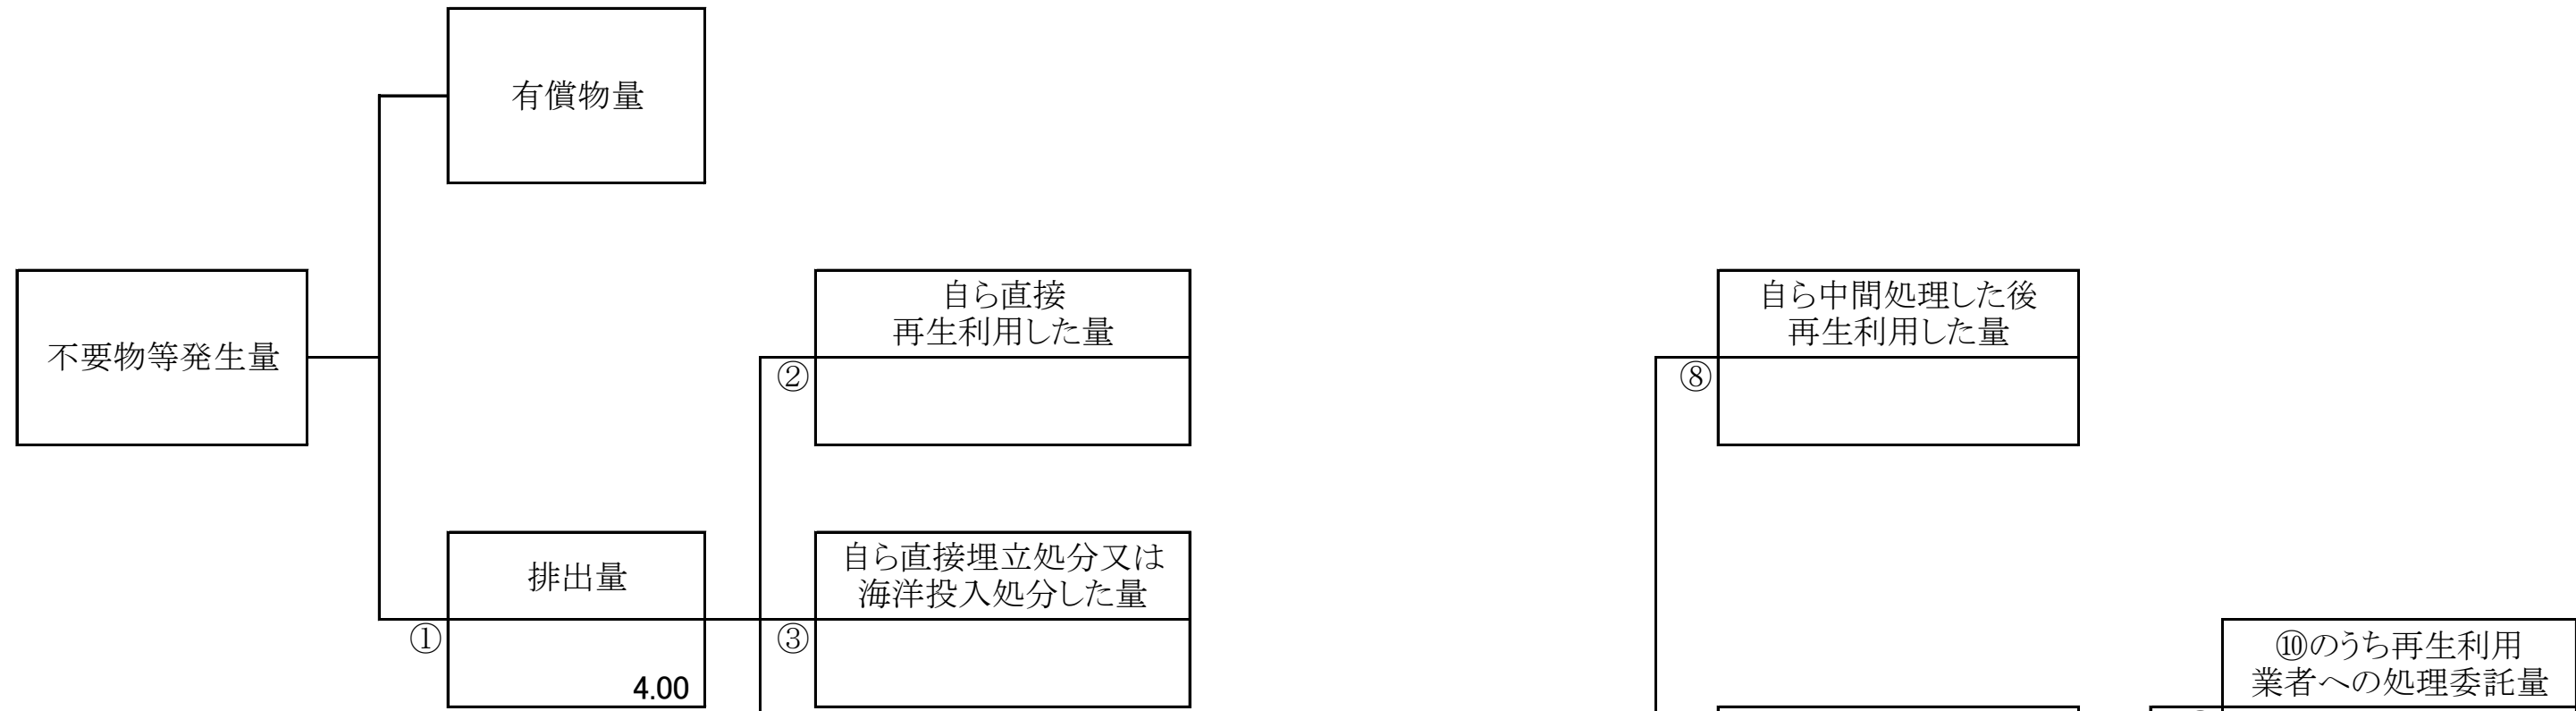 有償物量
不要物等発生量
自ら直接
再生利用した量
②
自ら中間処理した後
再生利用した量
⑧
排出量
①
4.00
自ら直接埋立処分又は
海洋投入処分した量
③
⑩のうち再生利用
業者への処理委託量